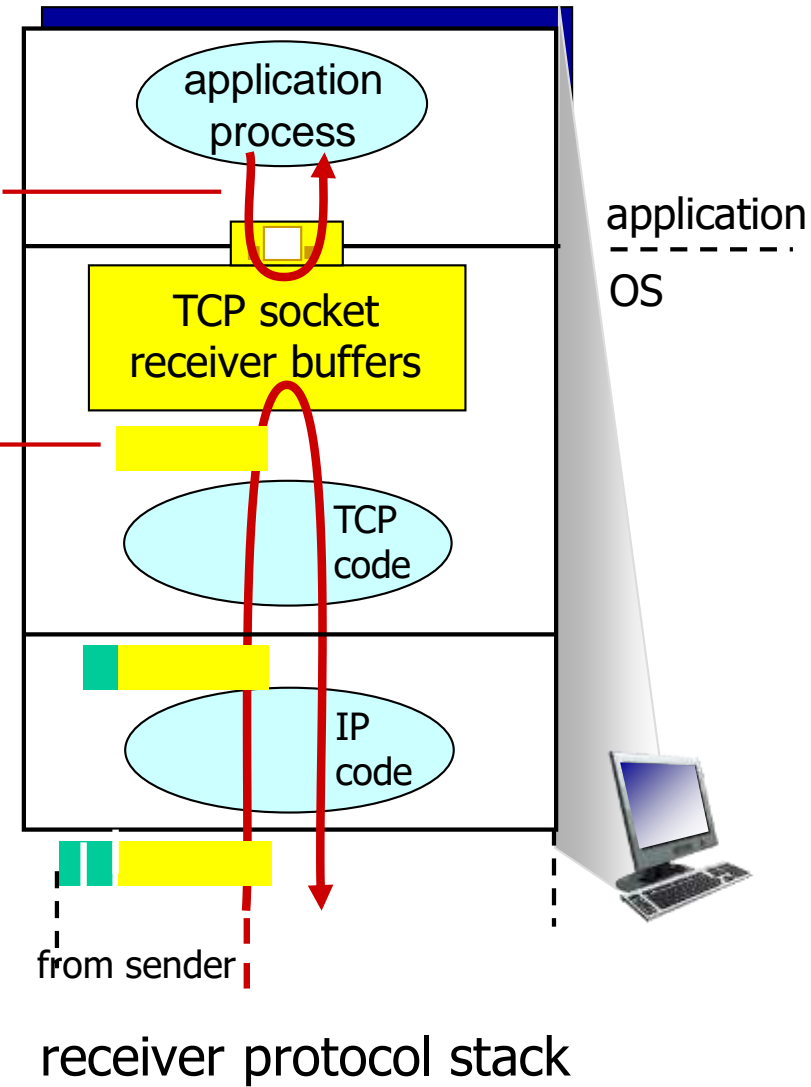 application
process
application
OS
TCP socket
receiver buffers
TCP
code
IP
code
from sender
receiver protocol stack